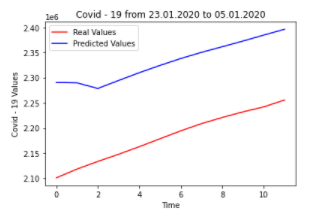 Covid - 19 from 23.01.2020 to 05.01.2020
1e6
Real Values
Predicted Values
2.40
2.35
2.30
2.25
2.20
2.15
2.10
Covid - 19 Values
0 2 4 6 8 10
Time